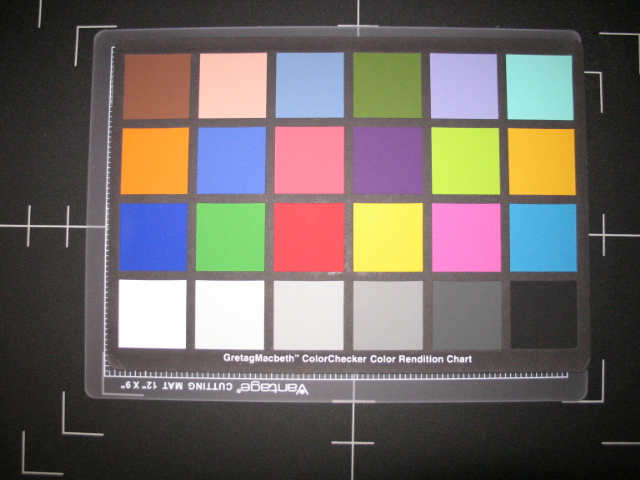 GretagMacbeth™ ColorChecker Color Rendition Chart
Vantage® CUTTING MAT 12" X 9"